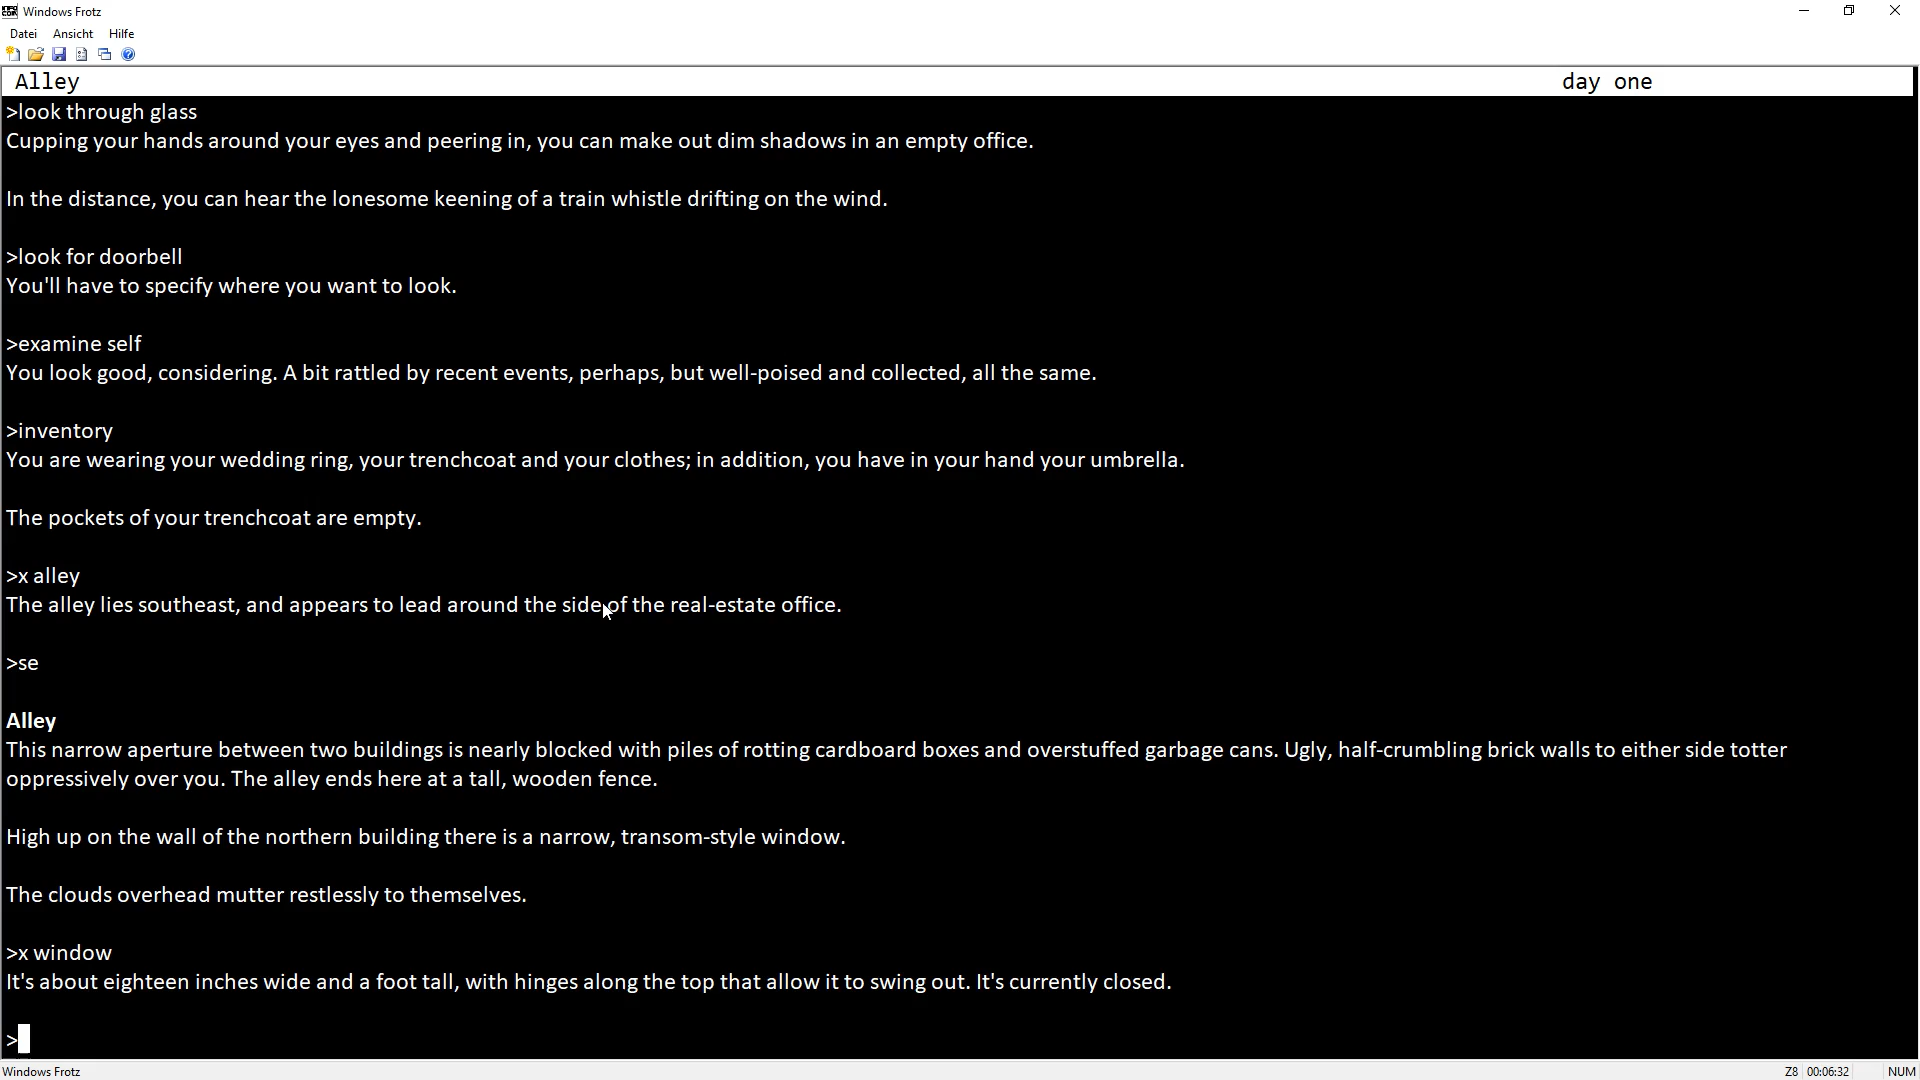 Windows Frotz
Datei Ansicht Hilfe
Alley day one
>look through glass
Cupping your hands around your eyes and peering in, you can make out dim shadows in an empty office.
In the distance, you can hear the lonesome keening of a train whistle drifting on the wind.
>look for doorbell
You'll have to specify where you want to look.
>examine self
You look good, considering. A bit rattled by recent events, perhaps, but well-poised and collected, all the same.
>inventory
You are wearing your wedding ring, your trenchcoat and your clothes; in addition, you have in your hand your umbrella.
The pockets of your trenchcoat are empty.
>x alley
The alley lies southeast, and appears to lead around the side of the real-estate office.
>se
Alley
This narrow aperture between two buildings is nearly blocked with piles of rotting cardboard boxes and overstuffed garbage cans. Ugly, half-crumbling brick walls to either side totter
oppressively over you. The alley ends here at a tall, wooden fence.
High up on the wall of the northern building there is a narrow, transom-style window.
The clouds overhead mutter restlessly to themselves.
>x window
It's about eighteen inches wide and a foot tall, with hinges along the top that allow it to swing out. It's currently closed.
>
Windows Frotz Z8 00:06:32 NUM